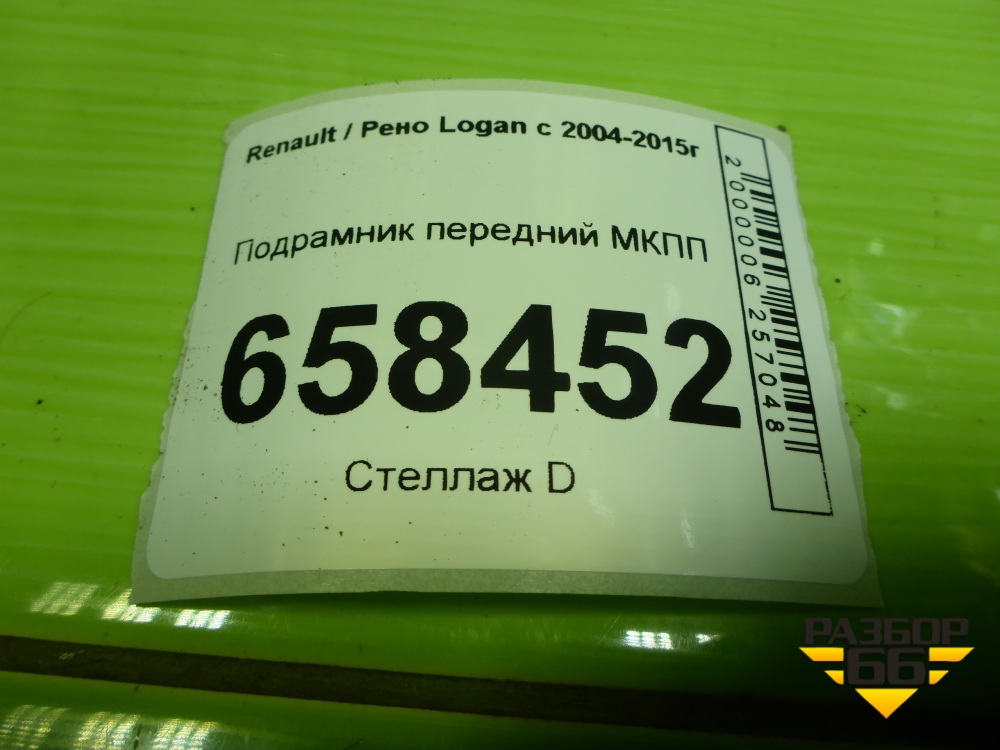 Renault / Рено Logan с 2004-2015г
Подрамник передний МКПП
658452
Стеллаж D
2000006257048
РАЗБОР
66